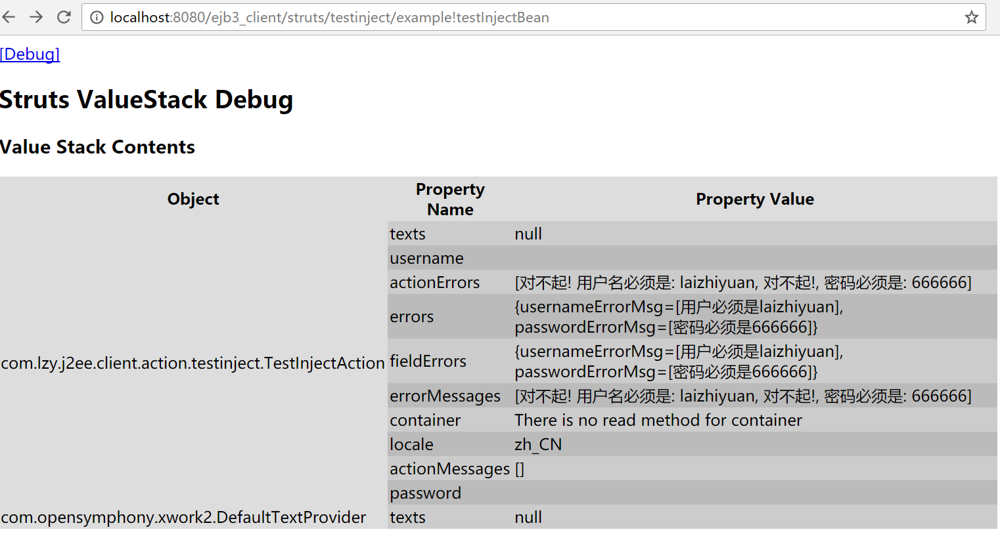 localhost:8080/ejb3_client/struts/testinject/example!testInjectBean
[Debug]
Struts ValueStack Debug
Value Stack Contents
Object
Property
Name
Property Value
com.lzy.j2ee.client.action.testinject.TestInjectAction
texts null
username
actionErrors [对不起! 用户名必须是: laizhiyuan, 对不起!, 密码必须是: 666666]
errors {usernameErrorMsg=[用户必须是laizhiyuan],
passwordErrorMsg=[密码必须是666666]}
fieldErrors {usernameErrorMsg=[用户必须是laizhiyuan],
passwordErrorMsg=[密码必须是666666]}
errorMessages [对不起! 用户名必须是: laizhiyuan, 对不起!, 密码必须是: 666666]
container There is no read method for container
locale zh_CN
actionMessages []
password
com.opensymphony.xwork2.DefaultTextProvider texts null